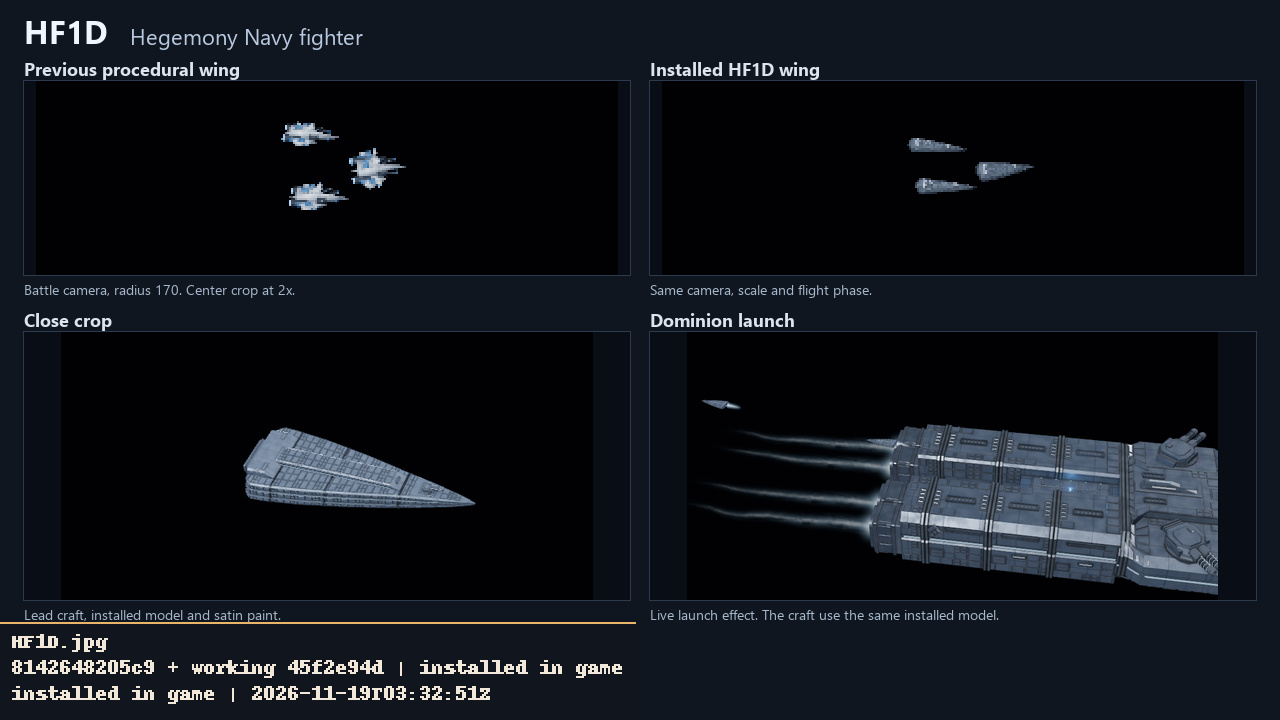 HF1D Hegemony Navy fighter
Previous procedural wing
Installed HF1D wing
Battle camera, radius 170. Center crop at 2x.
Same camera, scale and flight phase.
Close crop
Dominion launch
Lead craft, installed model and satin paint.
Live launch effect. The craft use the same installed model.
HF1D.jpg
8142648205c9 + working 45f2e94d | installed in game
installed in game | 2026-11-19T03:32:51Z